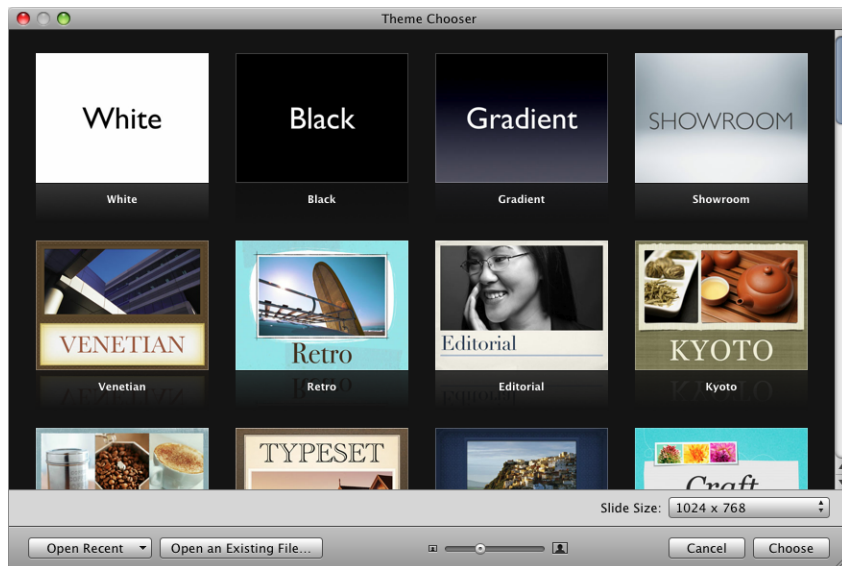 Theme Chooser
White
Black
Gradient
SHOWROOM
White
Black
Gradient
Showroom
VENETIAN
Retro
Editorial
KYOTO
Venetian
Retro
Editorial
Kyoto
TYPESET
Craft
Slide Size: 1024 x 768
Open Recent
Open an Existing File...
Cancel
Choose